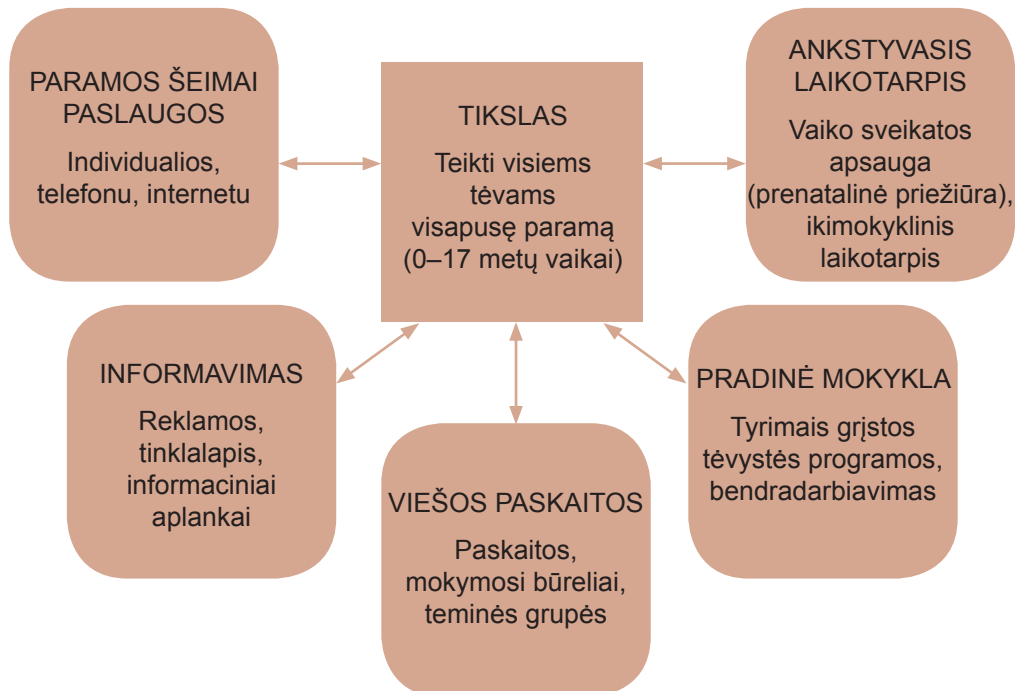 PARAMOS ŠEIMAI
PASLAUGOS
Individualios,
telefonu, internetu
TIKSLAS
Teikti visiems
tėvams
visapusę paramą
(0–17 metų vaikai)
ANKSTYVASIS
LAIKOTARPIS
Vaiko sveikatos
apsauga
(prenatalinė priežiūra),
ikimokyklinis
laikotarpis
INFORMAVIMAS
Reklamos,
tinklalapis,
informaciniai
aplankai
VIEŠOS PASKAITOS
Paskaitos,
mokymosi būreliai,
teminės grupės
PRADINĖ MOKYKLA
Tyrimais grįstos
tėvystės programos,
bendradarbiavimas